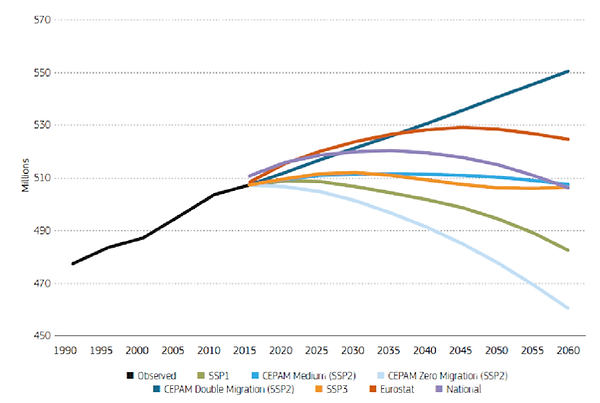 570
550
530
510
490
470
450
Millions
1990 1995 2000 2005 2010 2015 2020 2025 2030 2035 2040 2045 2050 2055 2060
Observed SSP1 CEPAM Medium (SSP2) CEPAM Zero Migration (SSP2)
CEPAM Double Migration (SSP2) SSP3 Eurostat National